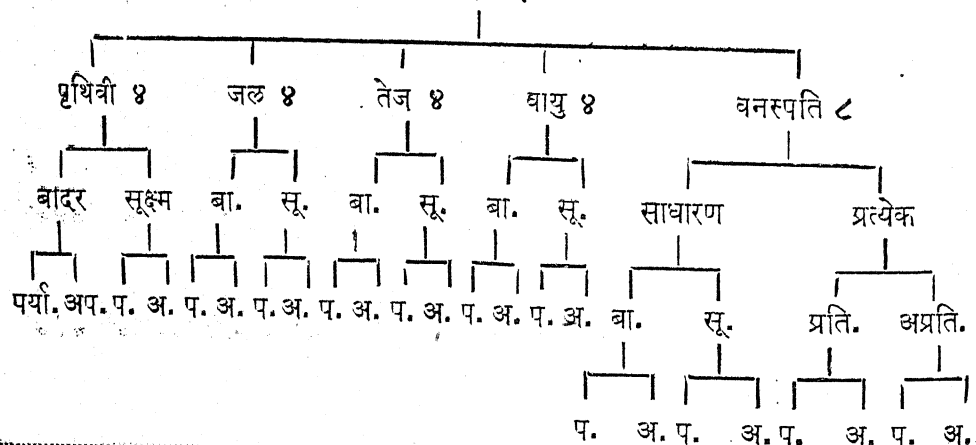 पृथिवी ४ जल ४ तेज ४ वायु ४ वनस्पति ८
बादर सूक्ष्म बा. सू. बा. सू. बा. सू. साधारण प्रत्येक
पर्या. अप. प. अ. प. अ. प. अ. प. अ. प. अ. प. अ. प. अ. बा. सू. प्रति. अप्रति.
प. अ. प. अ. प. अ. प. अ.